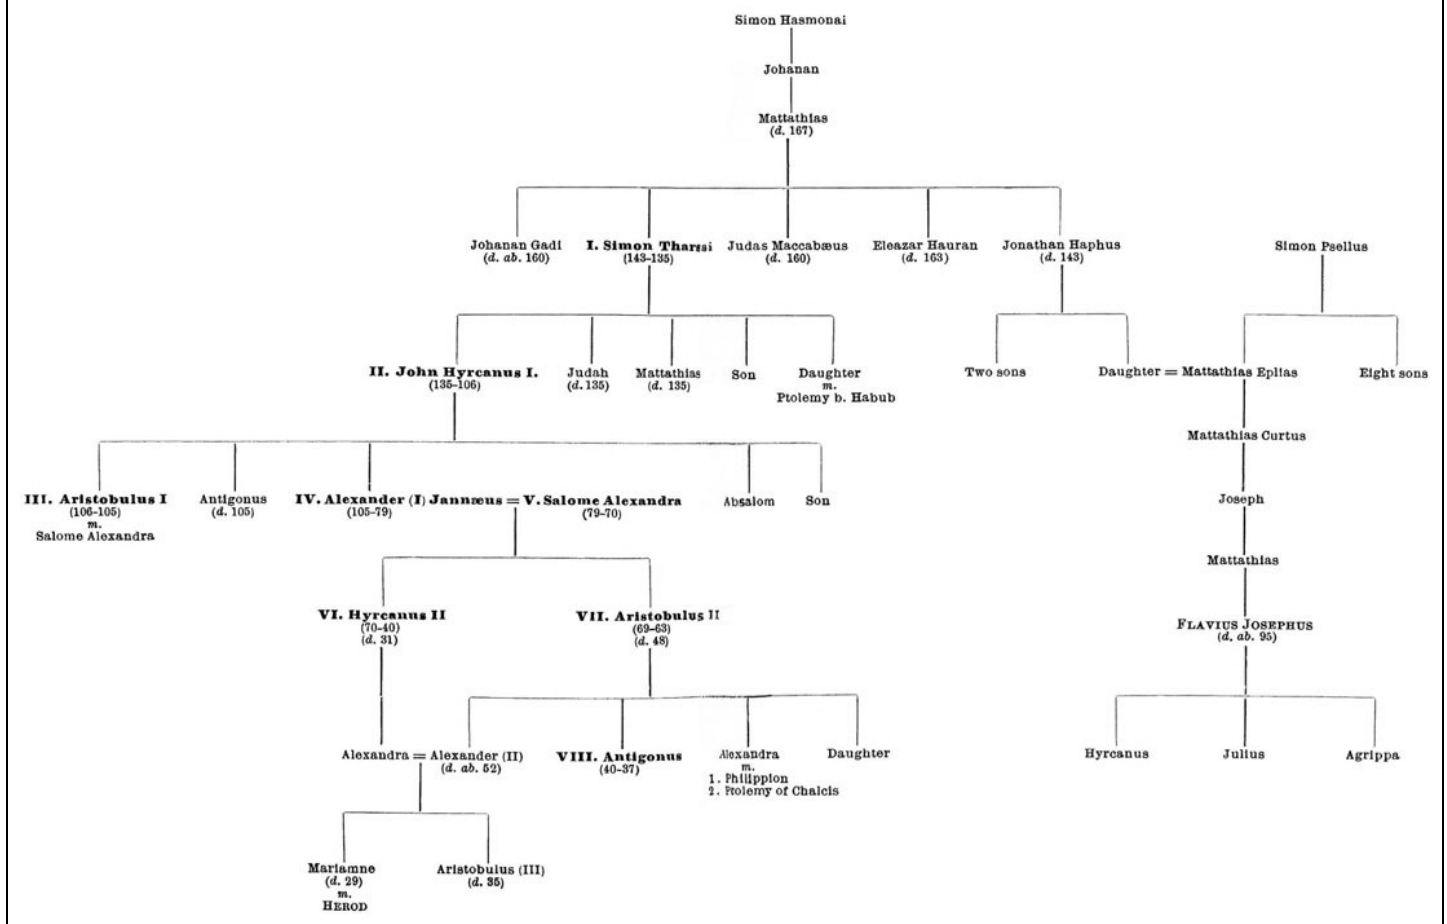 Simon Hasmonai
Johanan
Mattathias
(d. 167)
Johanan Gadi
(d. ab. 160)
I. Simon Tharssi
(143-135)
Judas Maccabæus
(d. 160)
Eleazar Hauran
(d. 163)
Jonathan Haphus
(d. 143)
Simon Psellus
II. John Hyrcanus I.
(135-106)
Judah
(d. 135)
Mattathias
(d. 135)
Son
Daughter
m.
Ptolemy b. Habub
Two sons
Daughter = Mattathias Eplias
Eight sons
Mattathias Curtus
III. Aristobulus I
(106-105)
m.
Salome Alexandra
Antigonus
(d. 105)
IV. Alexander (I) Jannæus = V. Salome Alexandra
(105-79) (79-70)
Absalom
Son
Joseph
Mattathias
VI. Hyrcanus II
(70-40)
(d. 31)
VII. Aristobulus II
(69-63)
(d. 48)
FLAVIUS JOSEPHUS
(d. ab. 95)
Alexandra = Alexander (II)
(d. ab. 52)
VIII. Antigonus
(40-37)
Alexandra
m.
1. Philippion
2. Ptolemy of Chalcis
Daughter
Hyrcanus
Julius
Agrippa
Mariamne
(d. 29)
m.
HEROD
Aristobulus (III)
(d. 35)